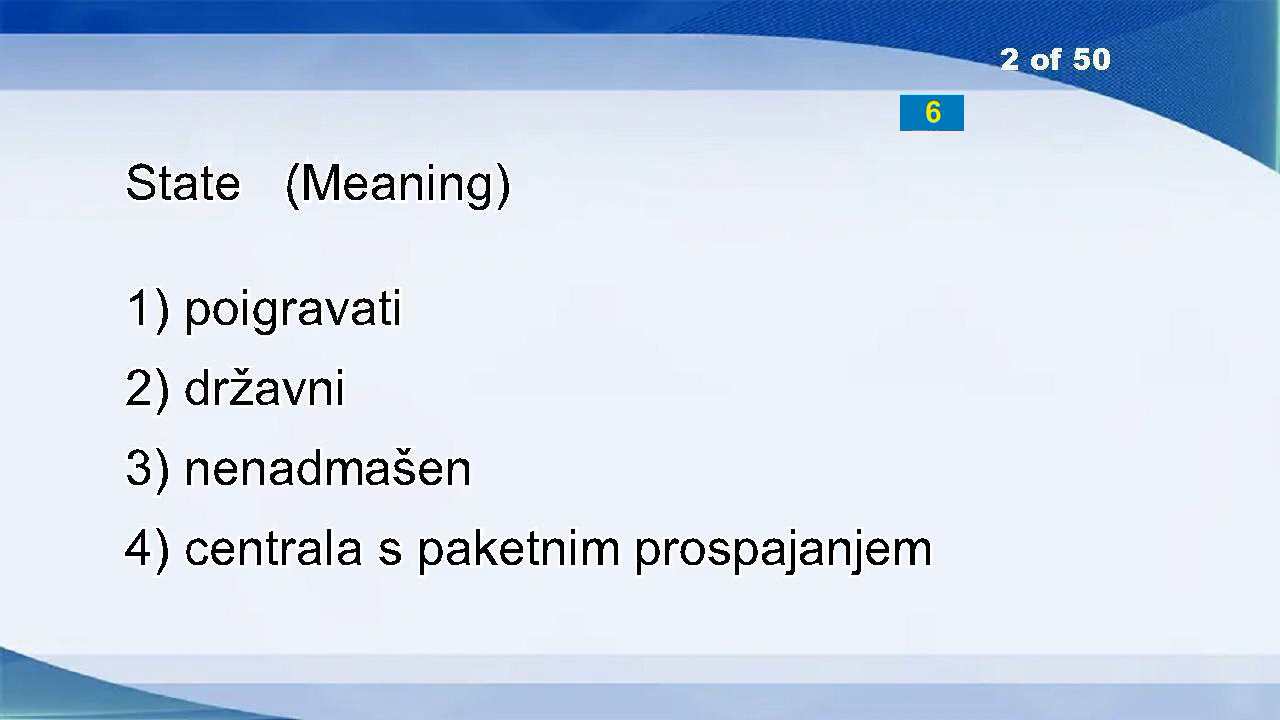 2 of 50
6
State (Meaning)
1) poigravati
2) državni
3) nenadmašen
4) centrala s paketnim prospajanjem